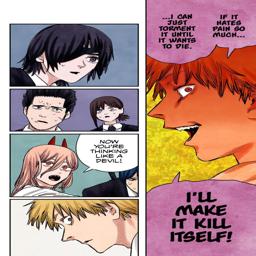 IF IT
HATES
PAIN SO
MUCH...
...I CAN
JUST
TORMENT
IT UNTIL
IT WANTS
TO DIE.
I'LL
MAKE
IT KILL
ITSELF!
NOW
YOU'RE
THINKING
LIKE A
DEVIL!